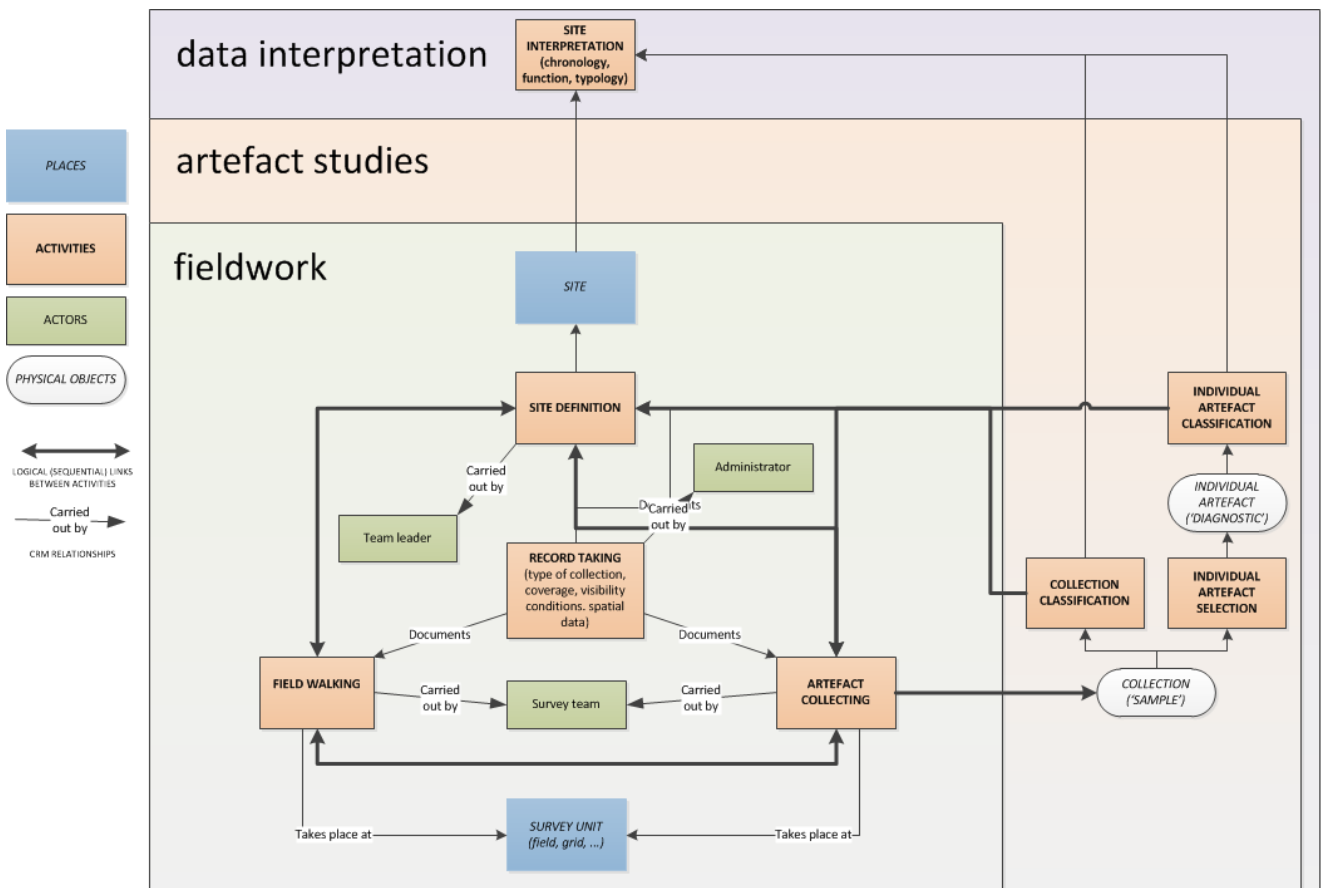 data interpretation
SITE
INTERPRETATION
(chronology,
function, typology)
PLACES
ACTIVITIES
ACTORS
PHYSICAL OBJECTS
LOGICAL (SEQUENTIAL) LINKS
BETWEEN ACTIVITIES
Carried
out by
CRM RELATIONSHIPS
artefact studies
fieldwork
SITE
SITE DEFINITION
INDIVIDUAL
ARTEFACT
CLASSIFICATION
Carried
out by
Administrator
Team leader
Carried
out by
INDIVIDUAL
ARTEFACT
('DIAGNOSTIC')
RECORD TAKING
(type of collection,
coverage, visibility
conditions. spatial
data)
COLLECTION
CLASSIFICATION
INDIVIDUAL
ARTEFACT
SELECTION
Documents
Documents
FIELD WALKING
Carried
out by
Survey team
Carried
out by
ARTEFACT
COLLECTING
COLLECTION
('SAMPLE')
Takes place at
SURVEY UNIT
(field, grid, ...)
Takes place at